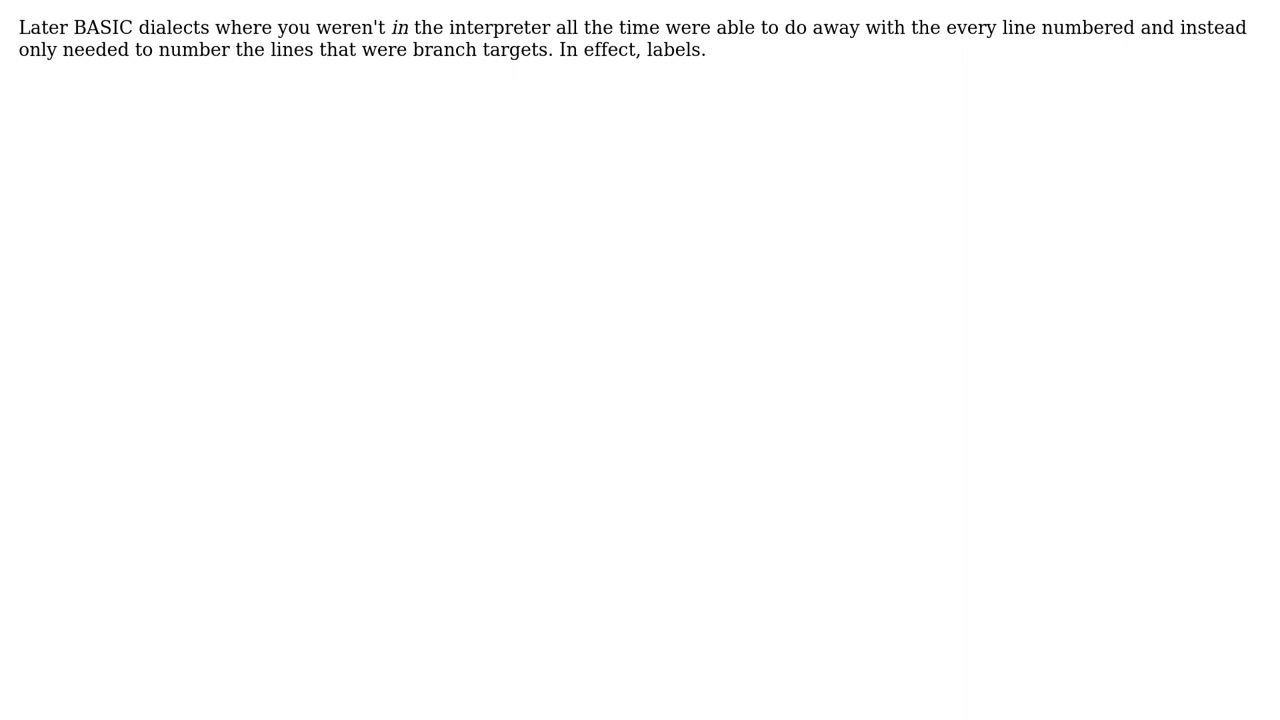 Later BASIC dialects where you weren't in the interpreter all the time were able to do away with the every line numbered and instead
only needed to number the lines that were branch targets. In effect, labels.